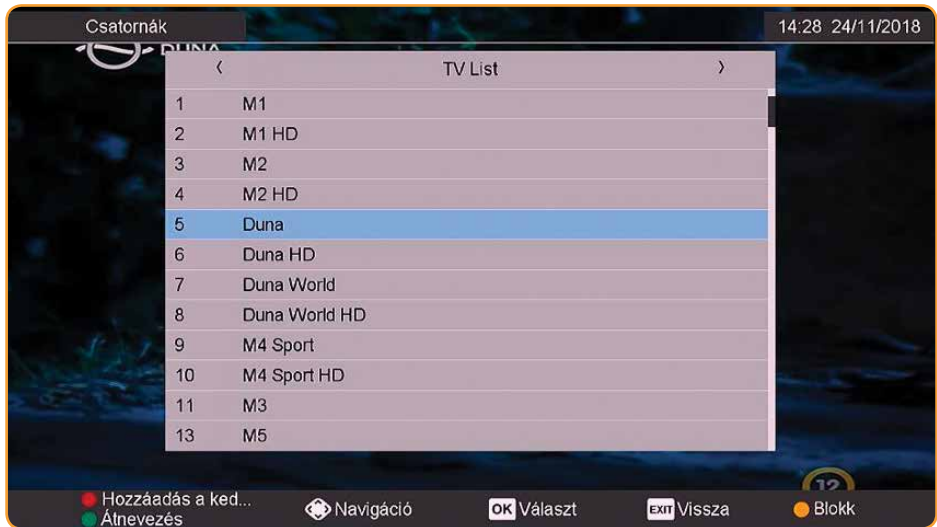 Csatornák
14:28 24/11/2018
DUNA
‹ TV List ›
1 M1
2 M1 HD
3 M2
4 M2 HD
5 Duna
6 Duna HD
7 Duna World
8 Duna World HD
9 M4 Sport
10 M4 Sport HD
11 M3
13 M5
12
Hozzáadás a ked...
Átnevezés
Navigáció
OK Választ
EXIT Vissza
Blokk